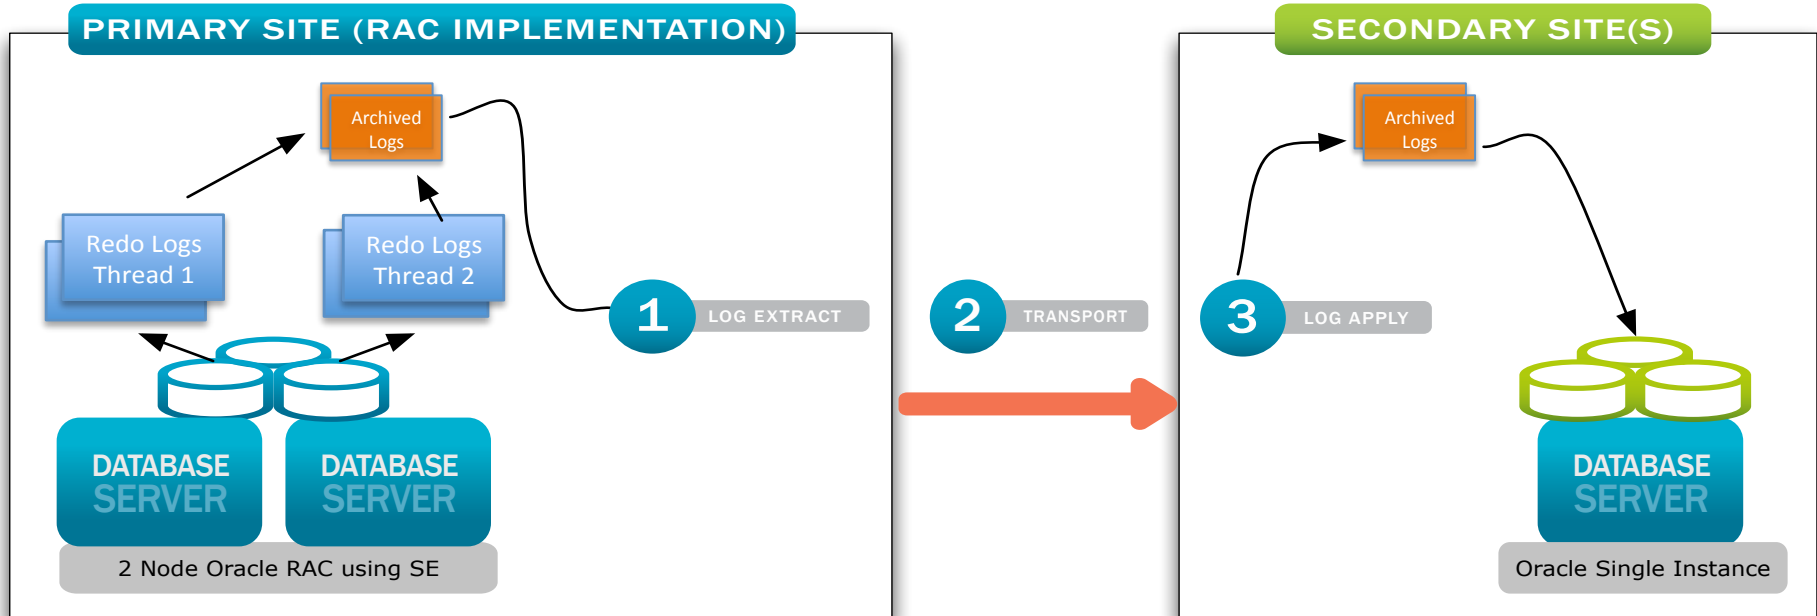 PRIMARY SITE (RAC IMPLEMENTATION)
Archived
Logs
Redo Logs
Thread 1
Redo Logs
Thread 2
1
LOG EXTRACT
DATABASE
SERVER
DATABASE
SERVER
2 Node Oracle RAC using SE
2
TRANSPORT
SECONDARY SITE(S)
Archived
Logs
3
LOG APPLY
DATABASE
SERVER
Oracle Single Instance